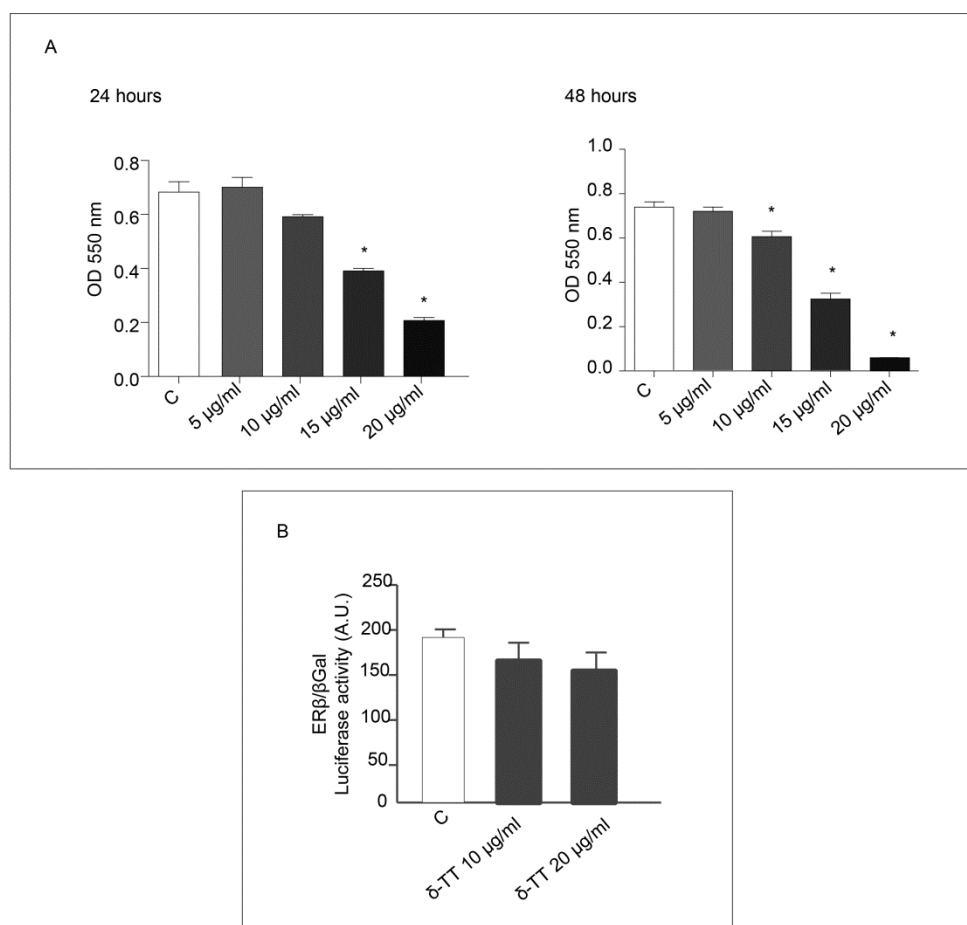 A
24 hours
0.8
0.6
0.4
0.2
0.0
OD 550 nm
*
*
C
5 µg/ml
10 µg/ml
15 µg/ml
20 µg/ml
48 hours
1.0
0.8
0.6
0.4
0.2
0.0
OD 550 nm
*
*
*
C
5 µg/ml
10 µg/ml
15 µg/ml
20 µg/ml
B
ERβ/βGal
Luciferase activity (A.U.)
250
200
150
100
50
0
C
δ-TT 10 µg/ml
δ-TT 20 µg/ml